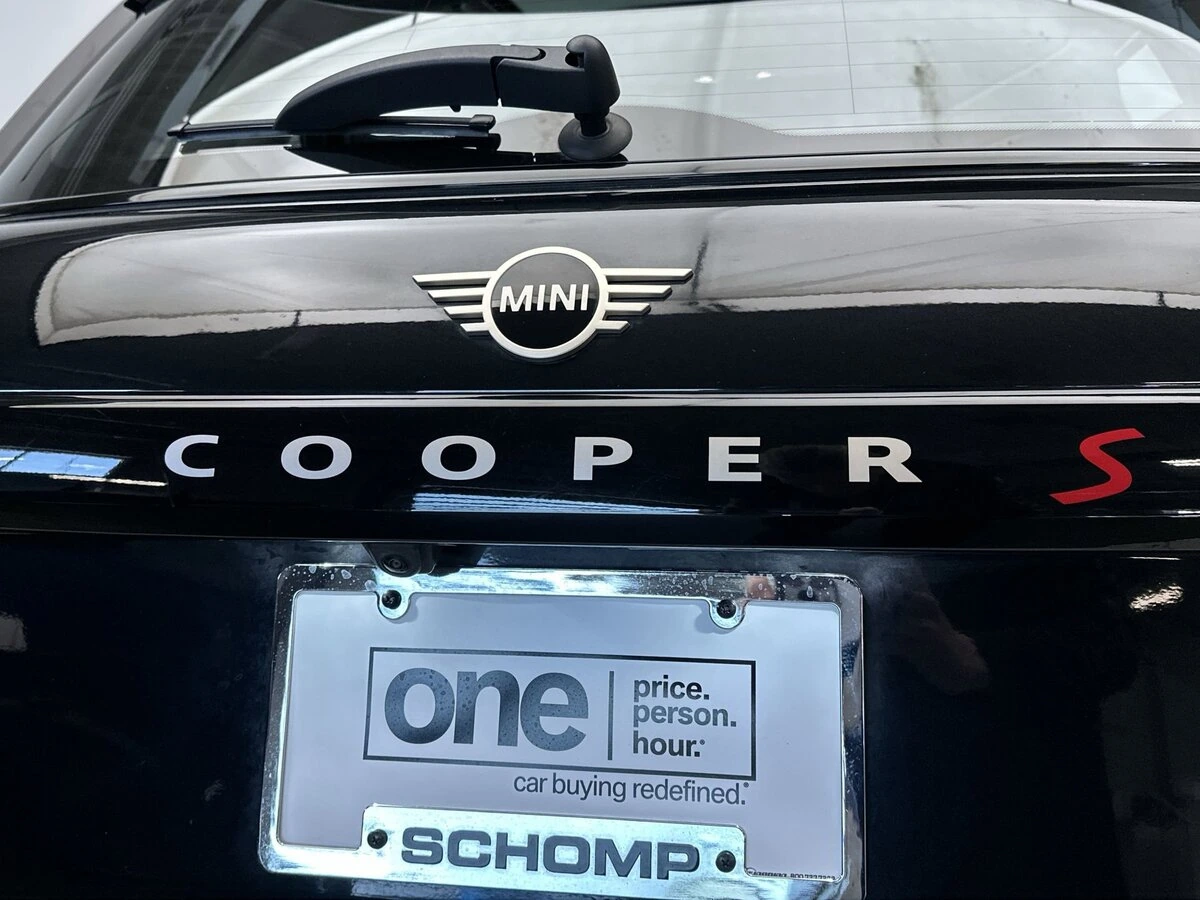 MINI
COOPER S
one
price.
person.
hour.®
car buying redefined.®
SCHOMP